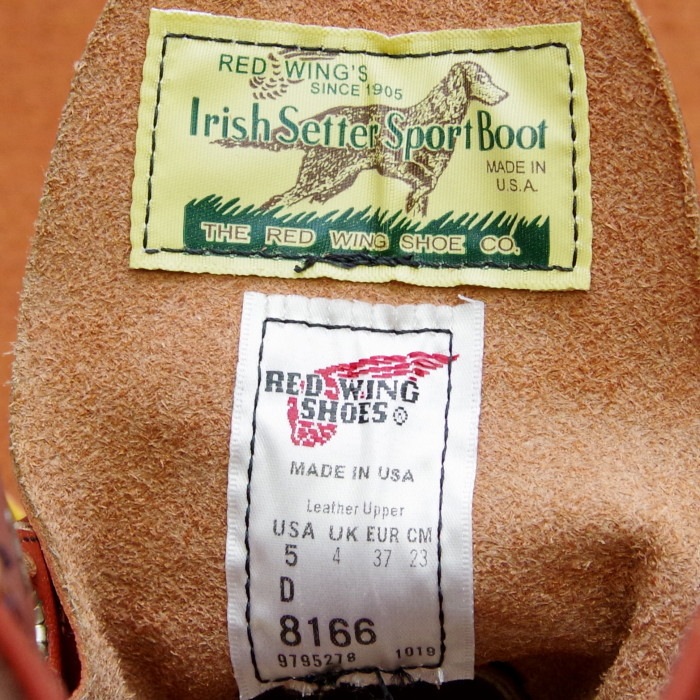 RED WING'S
SINCE 1905
Irish Setter Sport Boot
MADE IN
U.S.A.
THE RED WING SHOE CO.
RED WING
SHOES ®
MADE IN USA
Leather Upper
USA UK EUR CM
5 4 37 23
D
8166
9795278 1019